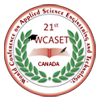 World Conference on Applied Science Engineering and Technology
21st
WCASET
CANADA